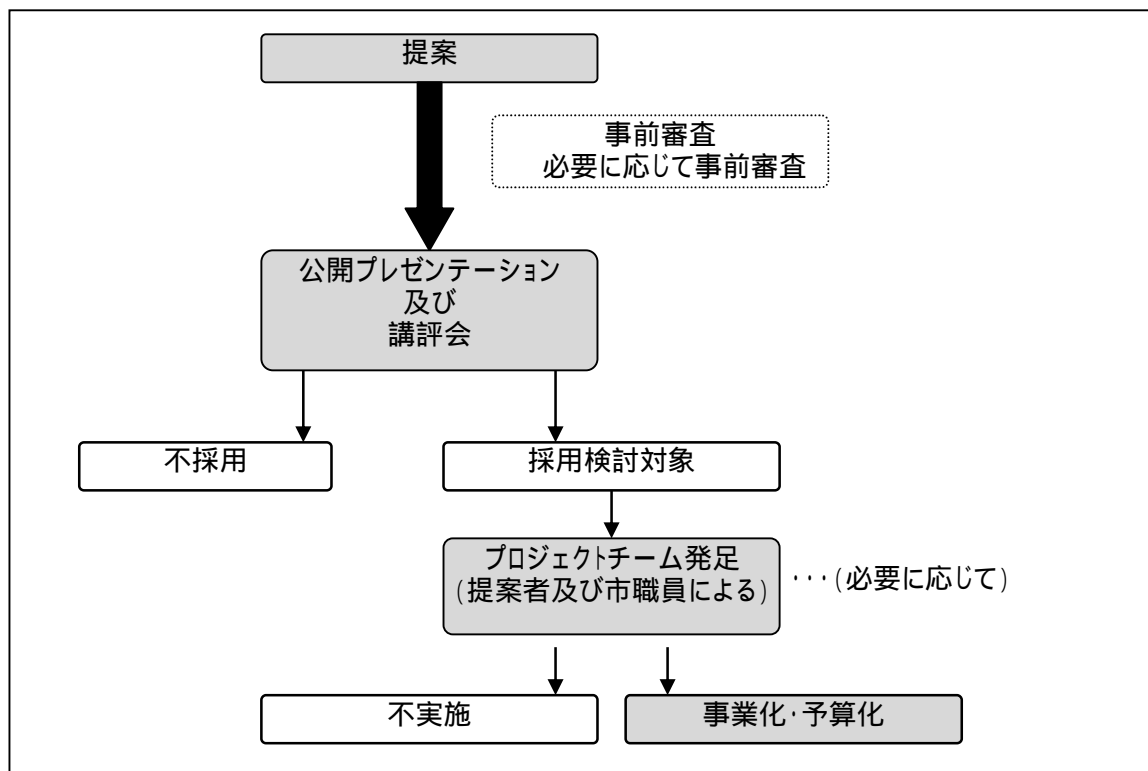 提案
事前審査
必要に応じて事前審査
公開プレゼンテーション
及び
講評会
不採用
採用検討対象
プロジェクトチーム発足
(提案者及び市職員による)
･･･(必要に応じて)
不実施
事業化･予算化